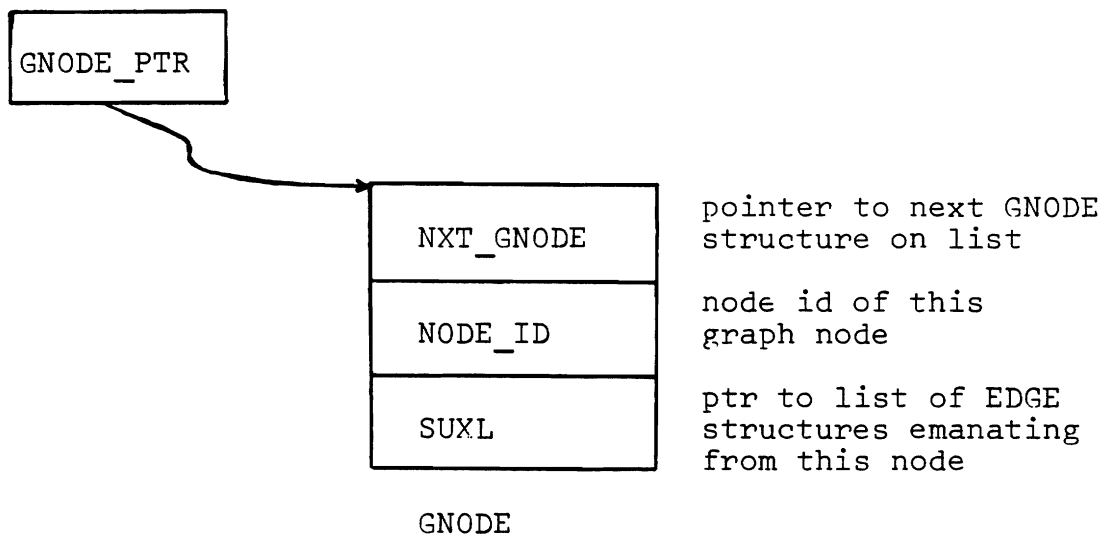 GNODE_PTR
NXT_GNODE
pointer to next GNODE
structure on list
NODE_ID
node id of this
graph node
SUXL
ptr to list of EDGE
structures emanating
from this node
GNODE